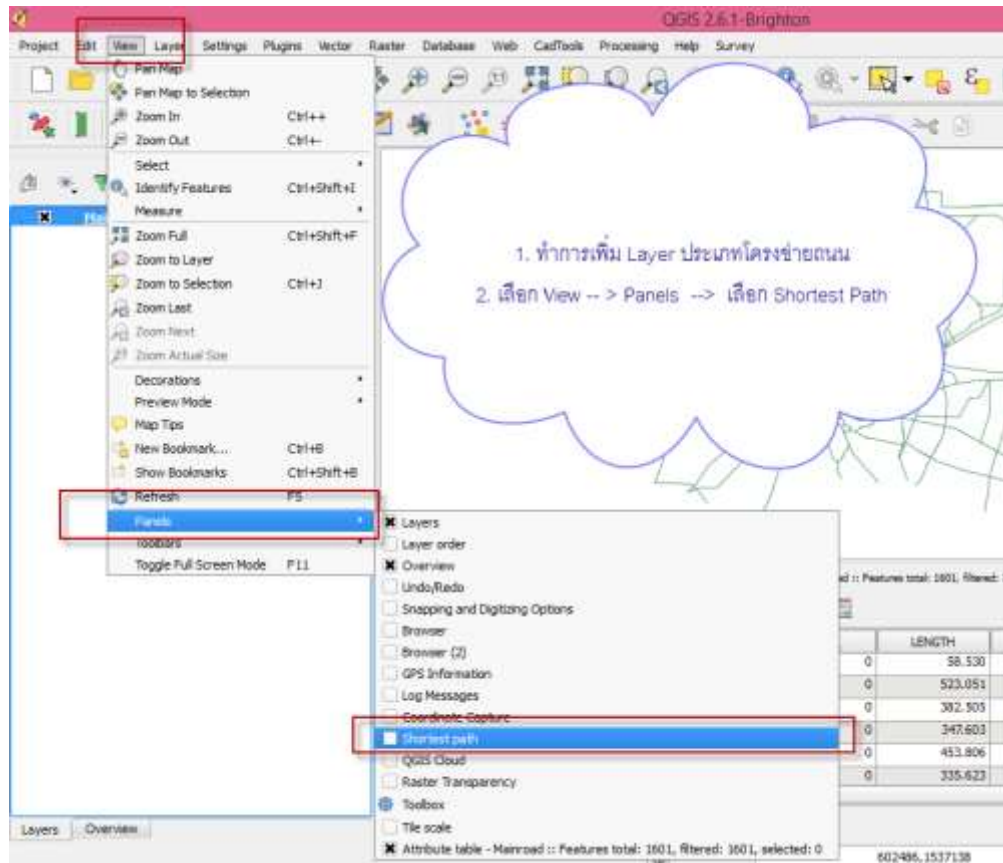 QGIS 2.6.1-Brighton
Project Edit View Layer Settings Plugins Vector Raster Database Web CadTools Processing Help Survey
Pan Map
Pan Map to Selection
Zoom In Ctrl++
Zoom Out Ctrl+-
Select
Identify Features Ctrl+Shift+I
Measure
Zoom Full Ctrl+Shift+F
Zoom to Layer
Zoom to Selection Ctrl+J
Zoom Last
Zoom Next
Zoom Actual Size
Decorations
Preview Mode
Map Tips
New Bookmark... Ctrl+B
Show Bookmarks Ctrl+Shift+B
Refresh F5
Panels
Toolbars
Toggle Full Screen Mode F11
1. ทำการเพิ่ม Layer ประเภทโครงข่ายถนน
2. เลือก View -- > Panels --> เลือก Shortest Path
Layers
Layer order
Overview
Undo/Redo
Snapping and Digitizing Options
Browser
Browser (2)
GPS Information
Log Messages
Coordinate Capture
Shortest path
QGIS Cloud
Raster Transparency
Toolbox
Tile scale
Attribute table - Mainroad :: Features total: 1601, filtered: 1601, selected: 0
:: Features total: 1601, filtered:
LENGTH
0 58.530
0 523.051
0 382.505
0 347.603
0 453.806
0 335.623
Layers Overview
602486,1537138